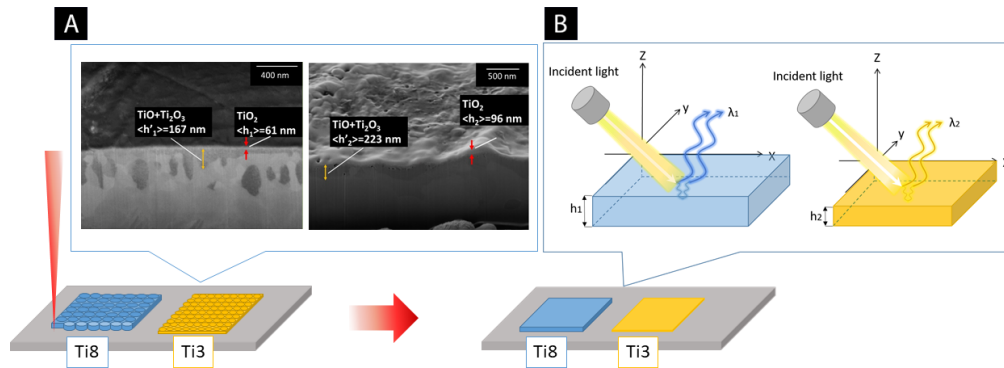 A
400 nm
TiO+Ti₂O₃
<h'₁>=167 nm
TiO₂
<h₁>=61 nm
500 nm
TiO₂
<h₂>=96 nm
TiO+Ti₂O₃
<h'₂>=223 nm
Ti8
Ti3
B
Incident light
Z
y
λ₁
X
h₁
Incident light
Z
y
λ₂
h₂
Ti8
Ti3